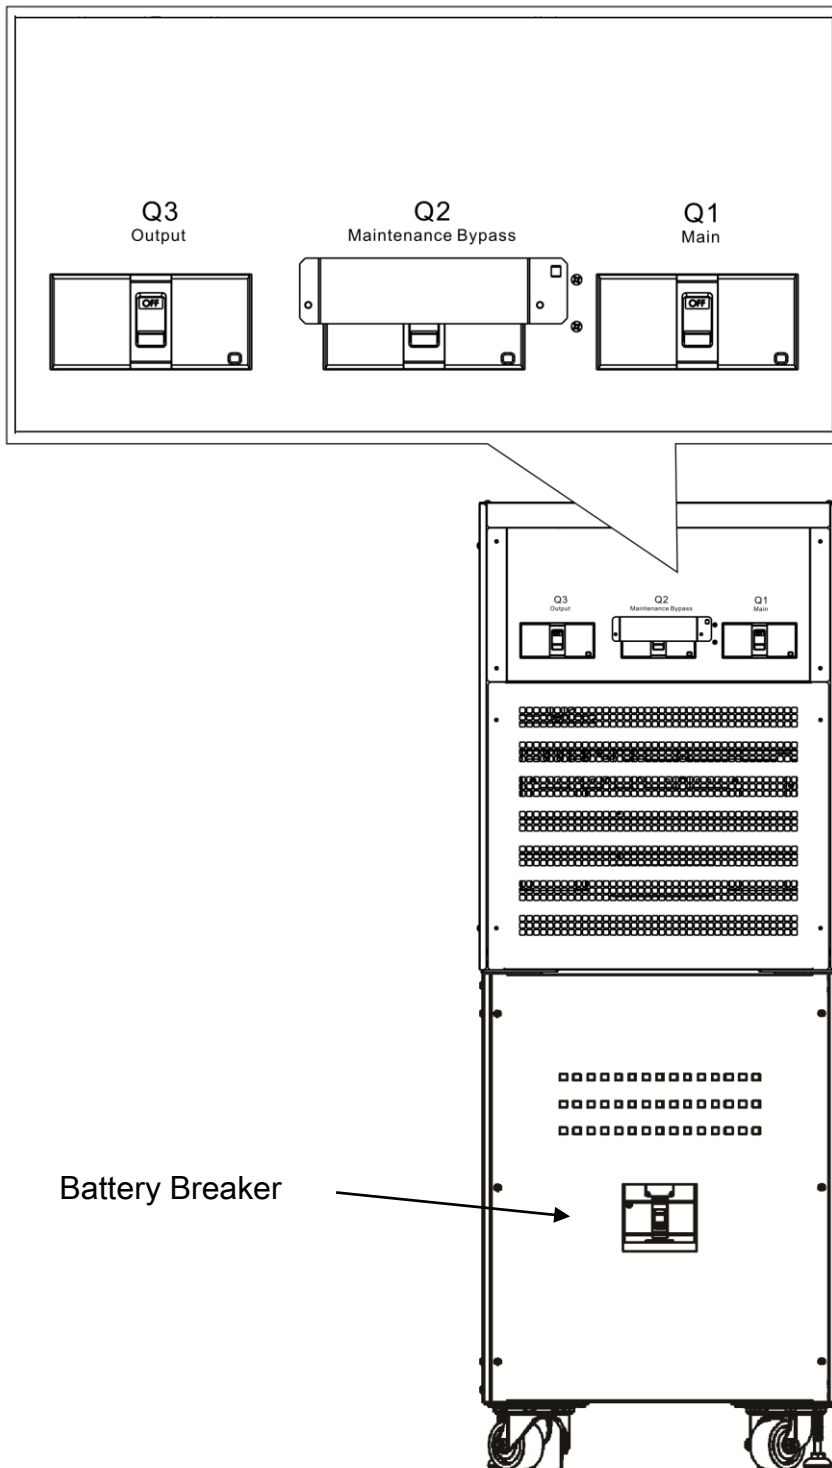 Q3
Output
Q2
Maintenance Bypass
Q1
Main
OFF
OFF
Q3
Output
Q2
Maintenance Bypass
Q1
Main
Battery Breaker